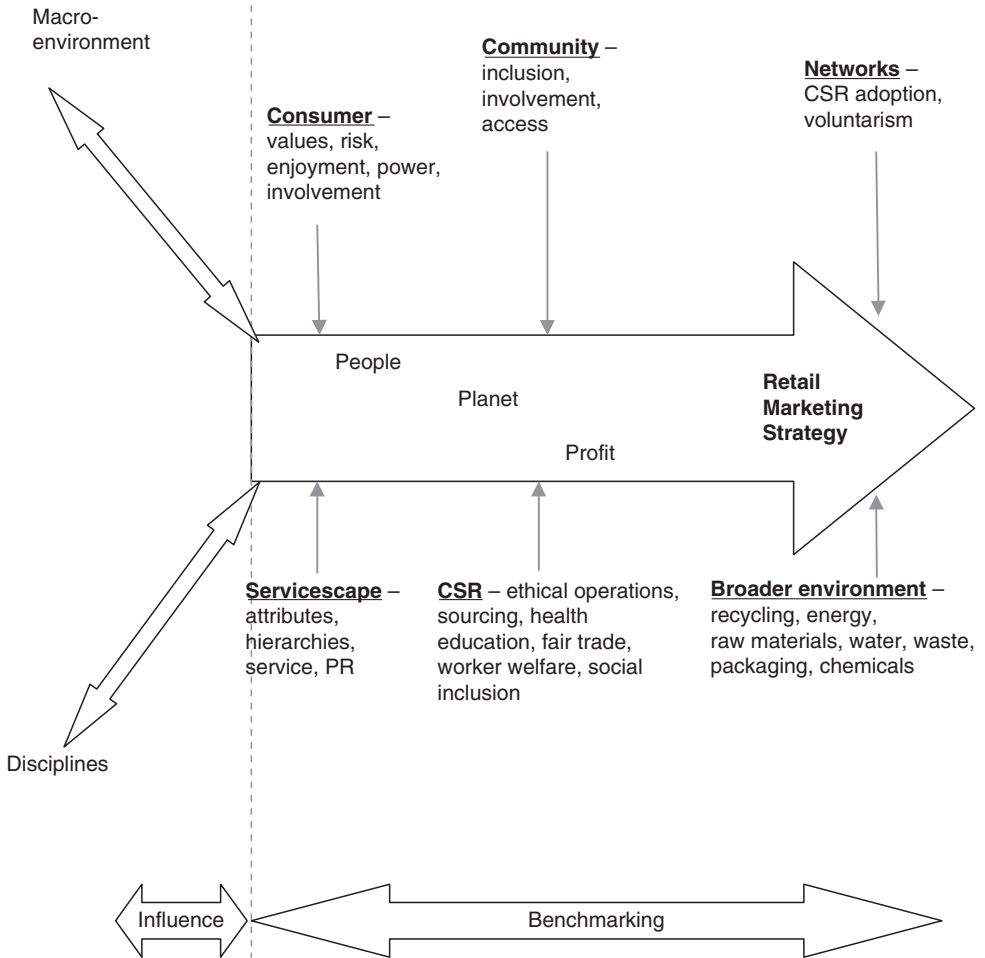 Macro-
environment
Consumer –
values, risk,
enjoyment, power,
involvement
Community –
inclusion,
involvement,
access
Networks –
CSR adoption,
voluntarism
People
Planet
Profit
Retail
Marketing
Strategy
Servicescape –
attributes,
hierarchies,
service, PR
CSR – ethical operations,
sourcing, health
education, fair trade,
worker welfare, social
inclusion
Broader environment –
recycling, energy,
raw materials, water, waste,
packaging, chemicals
Disciplines
Influence
Benchmarking